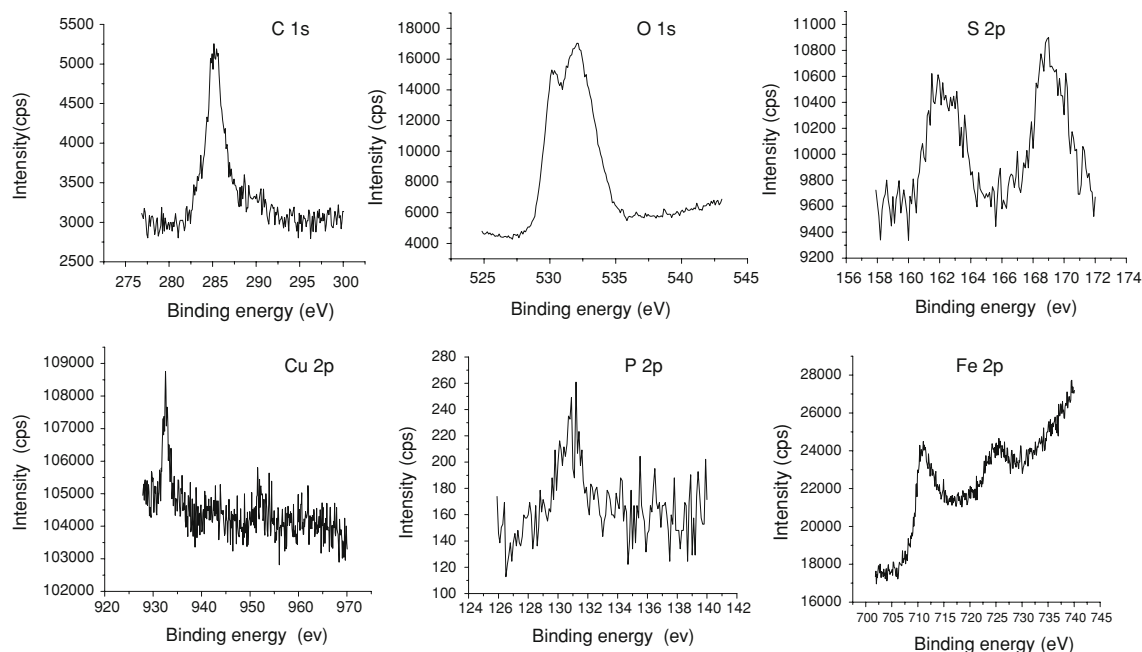 C 1s
5500
5000
4500
4000
3500
3000
2500
275 280 285 290 295 300
Intensity(cps)
Binding energy (eV)
O 1s
18000
16000
14000
12000
10000
8000
6000
4000
525 530 535 540 545
Intensity (cps)
Binding energy (eV)
S 2p
11000
10800
10600
10400
10200
10000
9800
9600
9400
9200
156 158 160 162 164 166 168 170 172 174
Intensity (cps)
Binding energy (ev)
Cu 2p
109000
108000
107000
106000
105000
104000
103000
102000
920 930 940 950 960 970
Intensity (cps)
Binding energy (ev)
P 2p
280
260
240
220
200
180
160
140
120
100
124 126 128 130 132 134 136 138 140 142
Intensity (cps)
Binding energy (ev)
Fe 2p
28000
26000
24000
22000
20000
18000
16000
700 705 710 715 720 725 730 735 740 745
Intensity (cps)
Binding energy (eV)